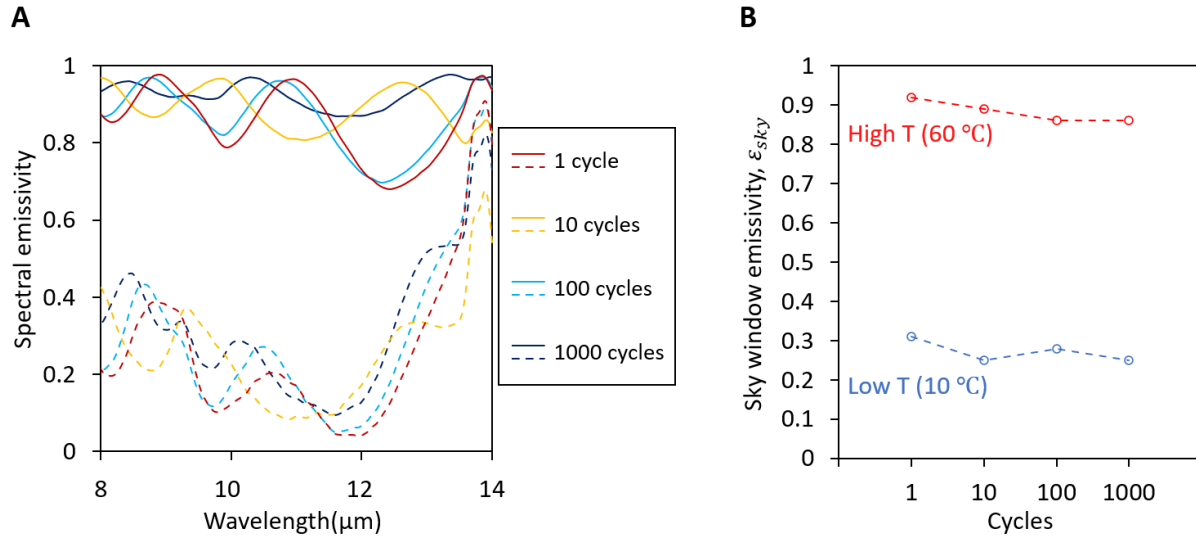 A
Spectral emissivity
1
0.8
0.6
0.4
0.2
0
8
10
12
14
Wavelength(μm)
1 cycle
10 cycles
100 cycles
1000 cycles
B
Sky window emissivity, ε_sky
1
0.9
0.8
0.7
0.6
0.5
0.4
0.3
0.2
0.1
0
High T (60 ℃)
Low T (10 ℃)
1
10
100
1000
Cycles